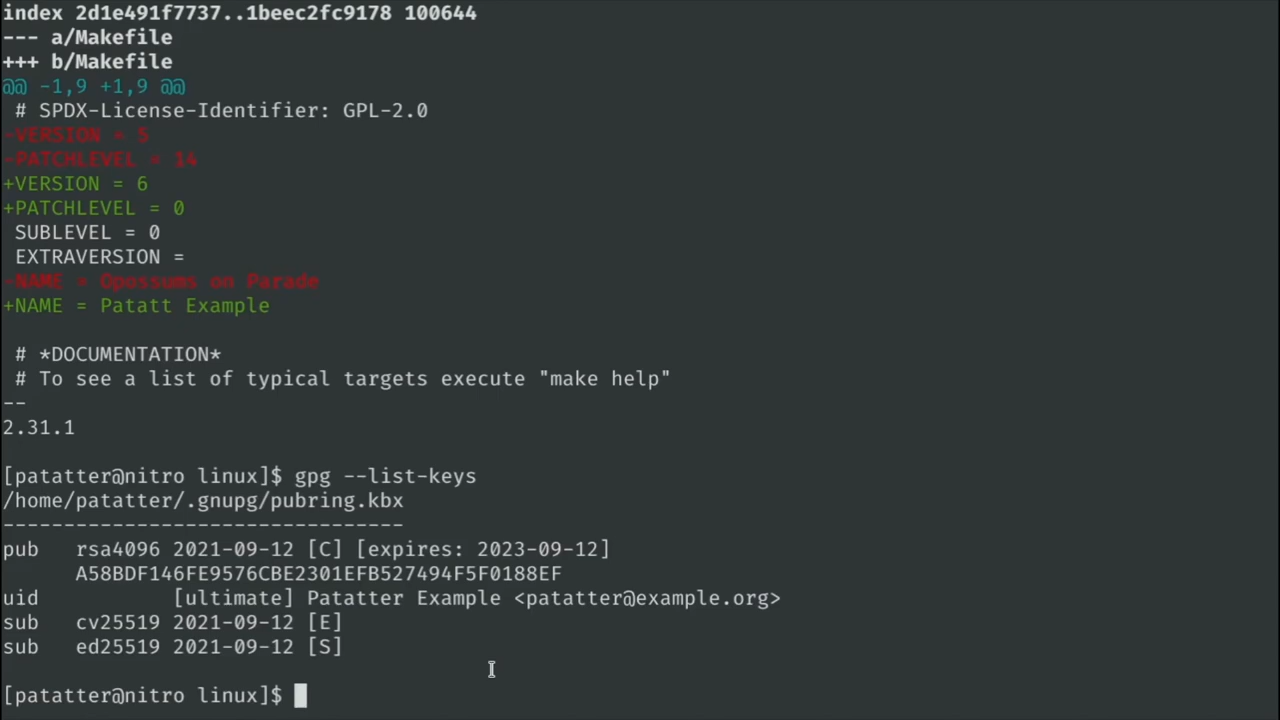 index 2d1e491f7737..1beec2fc9178 100644
--- a/Makefile
+++ b/Makefile
@@ -1,9 +1,9 @@
 # SPDX-License-Identifier: GPL-2.0
-VERSION = 5
-PATCHLEVEL = 14
+VERSION = 6
+PATCHLEVEL = 0
 SUBLEVEL = 0
 EXTRAVERSION =
-NAME = Opossums on Parade
+NAME = Patatt Example
 # *DOCUMENTATION*
 # To see a list of typical targets execute "make help"
--
2.31.1
[patatter@nitro linux]$ gpg --list-keys
/home/patatter/.gnupg/pubring.kbx
---------------------------------
pub   rsa4096 2021-09-12 [C] [expires: 2023-09-12]
      A58BDF146FE9576CBE2301EFB527494F5F0188EF
uid           [ultimate] Patatter Example <patatter@example.org>
sub   cv25519 2021-09-12 [E]
sub   ed25519 2021-09-12 [S]
[patatter@nitro linux]$